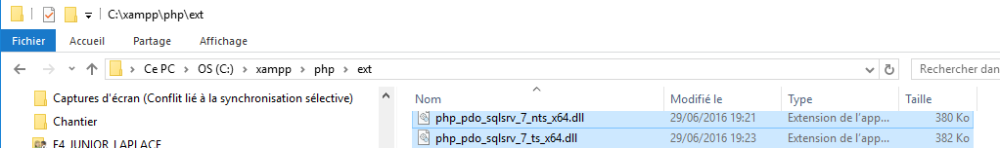 C:\xampp\php\ext
Fichier Accueil Partage Affichage
Ce PC > OS (C:) > xampp > php > ext
Rechercher dan
Captures d'écran (Conflit lié à la synchronisation sélective)
Chantier
E4_JUNIOR_LAPLACE
Nom Modifié le Type Taille
php_pdo_sqlsrv_7_nts_x64.dll 29/06/2016 19:21 Extension de l'app... 380 Ko
php_pdo_sqlsrv_7_ts_x64.dll 29/06/2016 19:23 Extension de l'app... 382 Ko